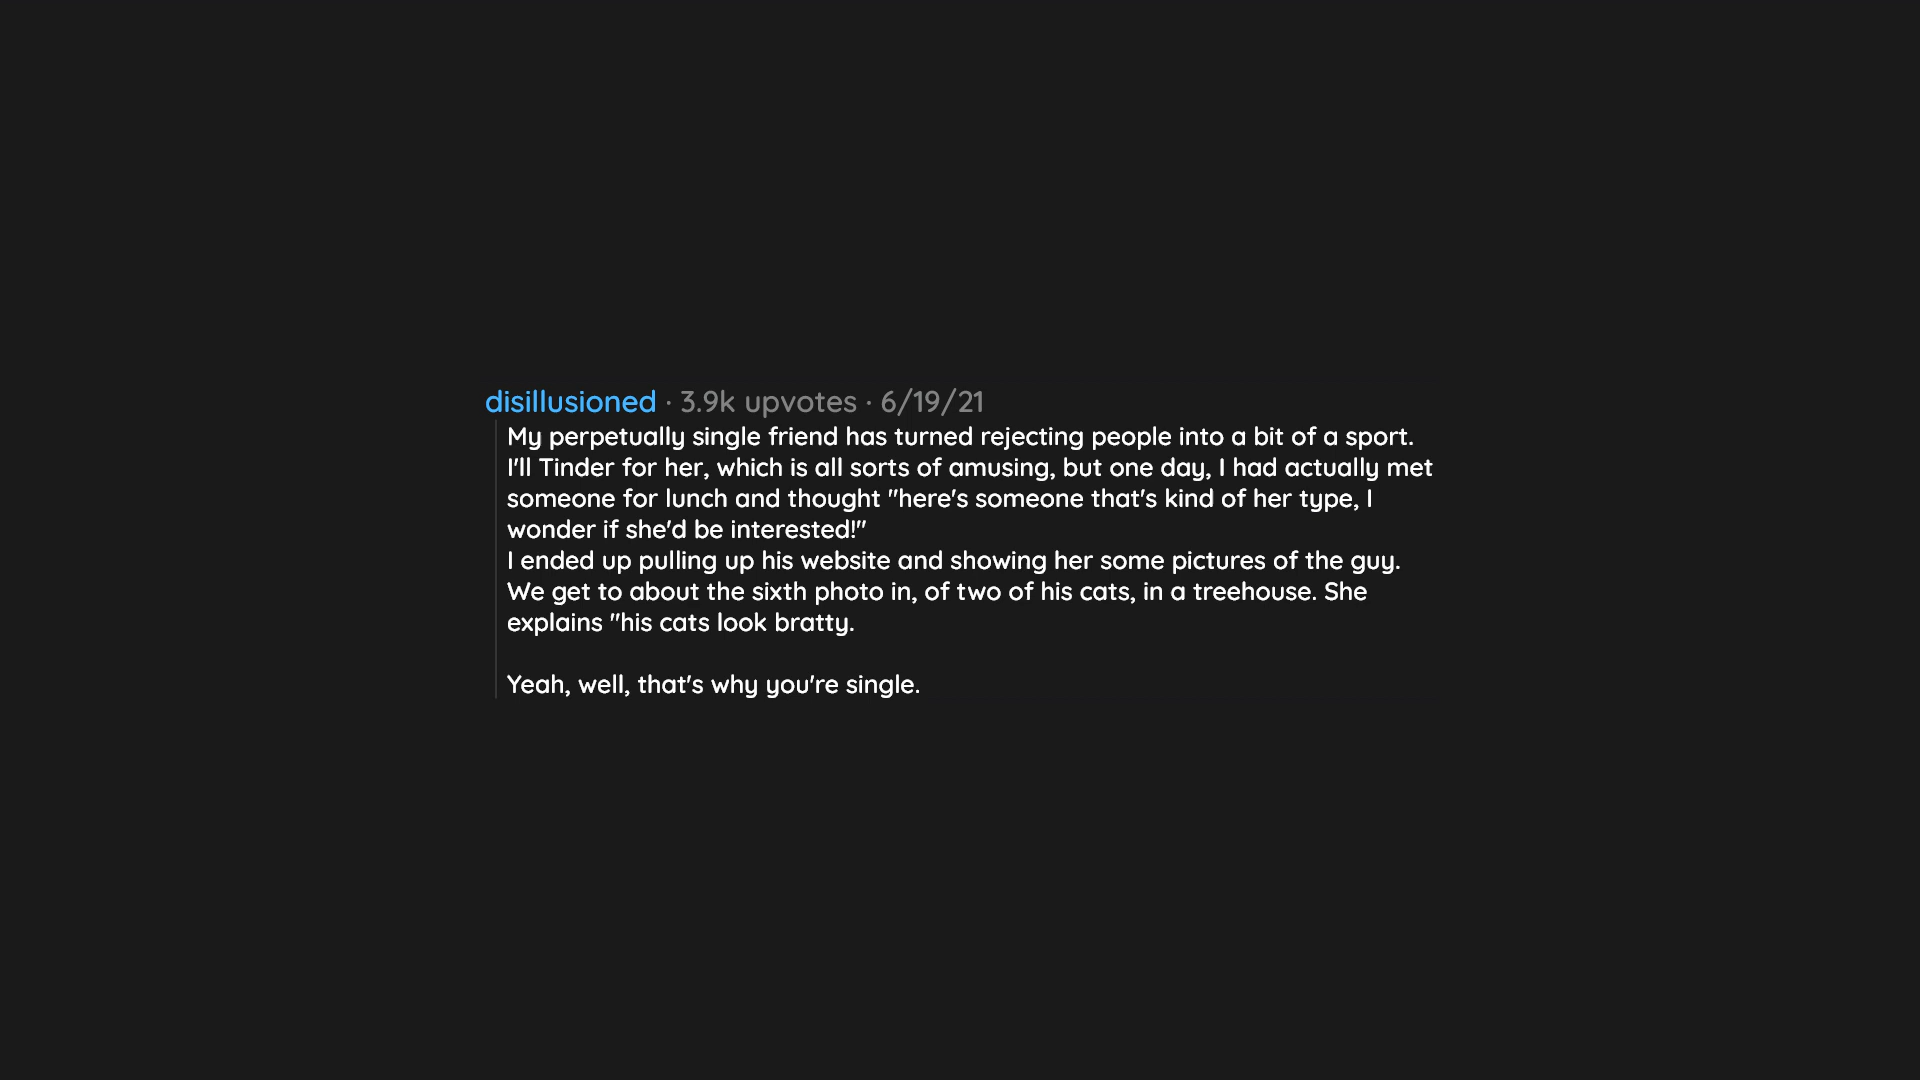 disillusioned · 3.9k upvotes · 6/19/21
My perpetually single friend has turned rejecting people into a bit of a sport.
I'll Tinder for her, which is all sorts of amusing, but one day, I had actually met
someone for lunch and thought "here's someone that's kind of her type, I
wonder if she'd be interested!"
I ended up pulling up his website and showing her some pictures of the guy.
We get to about the sixth photo in, of two of his cats, in a treehouse. She
explains "his cats look bratty.
Yeah, well, that's why you're single.